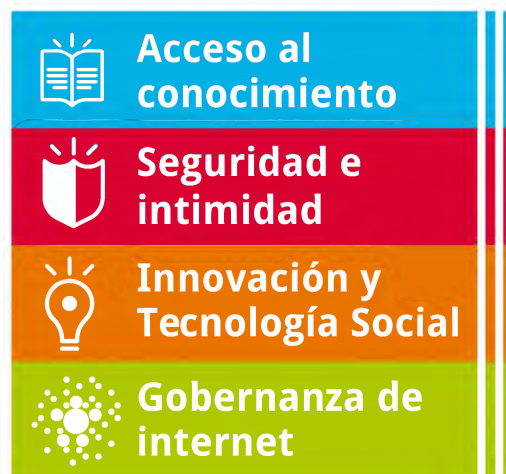 Acceso al
conocimiento
Seguridad e
intimidad
Innovación y
Tecnología Social
Gobernanza de
internet